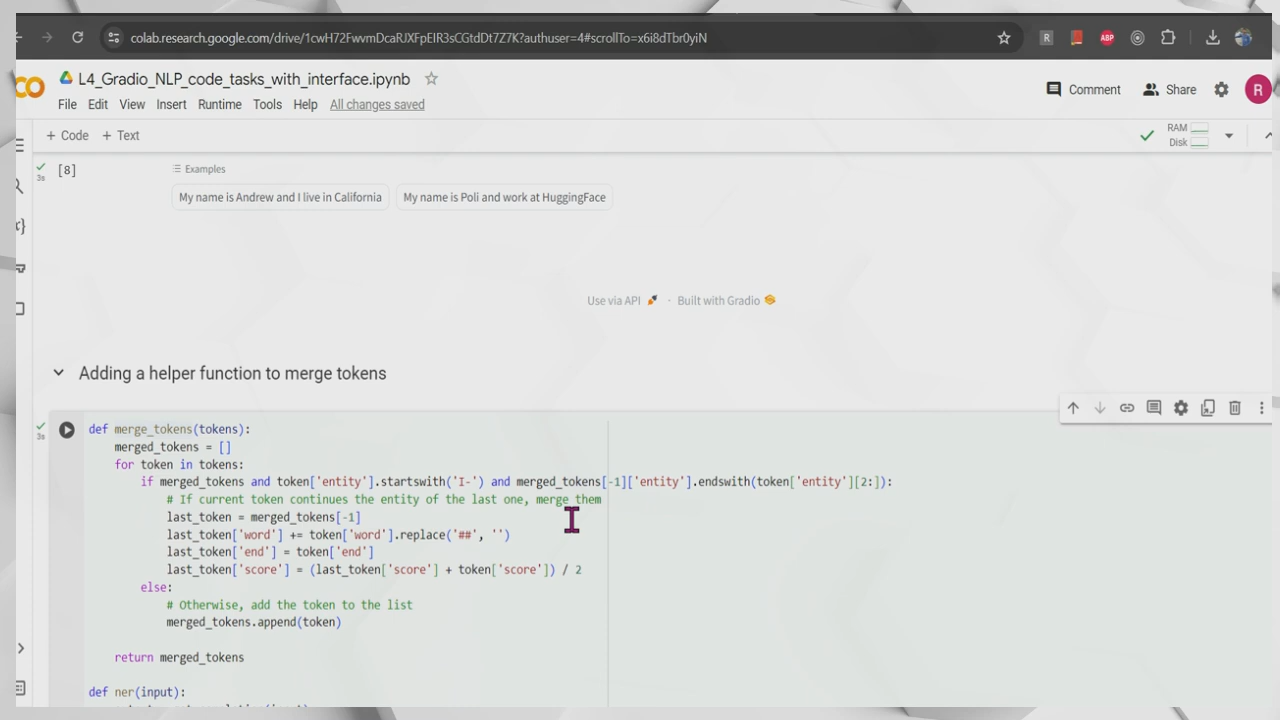 colab.research.google.com/drive/1cwH72FwvmDcaRJXFpEIR3sCGtdDt7Z7K?authuser=4#scrollTo=x6i8dTbr0yiN
R
ABP
CO
L4_Gradio_NLP_code_tasks_with_interface.ipynb
File Edit View Insert Runtime Tools Help All changes saved
Comment Share R
+ Code + Text
RAM
Disk
3s
[8]
Examples
My name is Andrew and I live in California My name is Poli and work at HuggingFace
Use via API · Built with Gradio
Adding a helper function to merge tokens
3s
def merge_tokens(tokens):
merged_tokens = []
for token in tokens:
if merged_tokens and token['entity'].startswith('I-') and merged_tokens[-1]['entity'].endswith(token['entity'][2:]):
# If current token continues the entity of the last one, merge them
last_token = merged_tokens[-1]
last_token['word'] += token['word'].replace('##', '')
last_token['end'] = token['end']
last_token['score'] = (last_token['score'] + token['score']) / 2
else:
# Otherwise, add the token to the list
merged_tokens.append(token)
return merged_tokens
def ner(input):